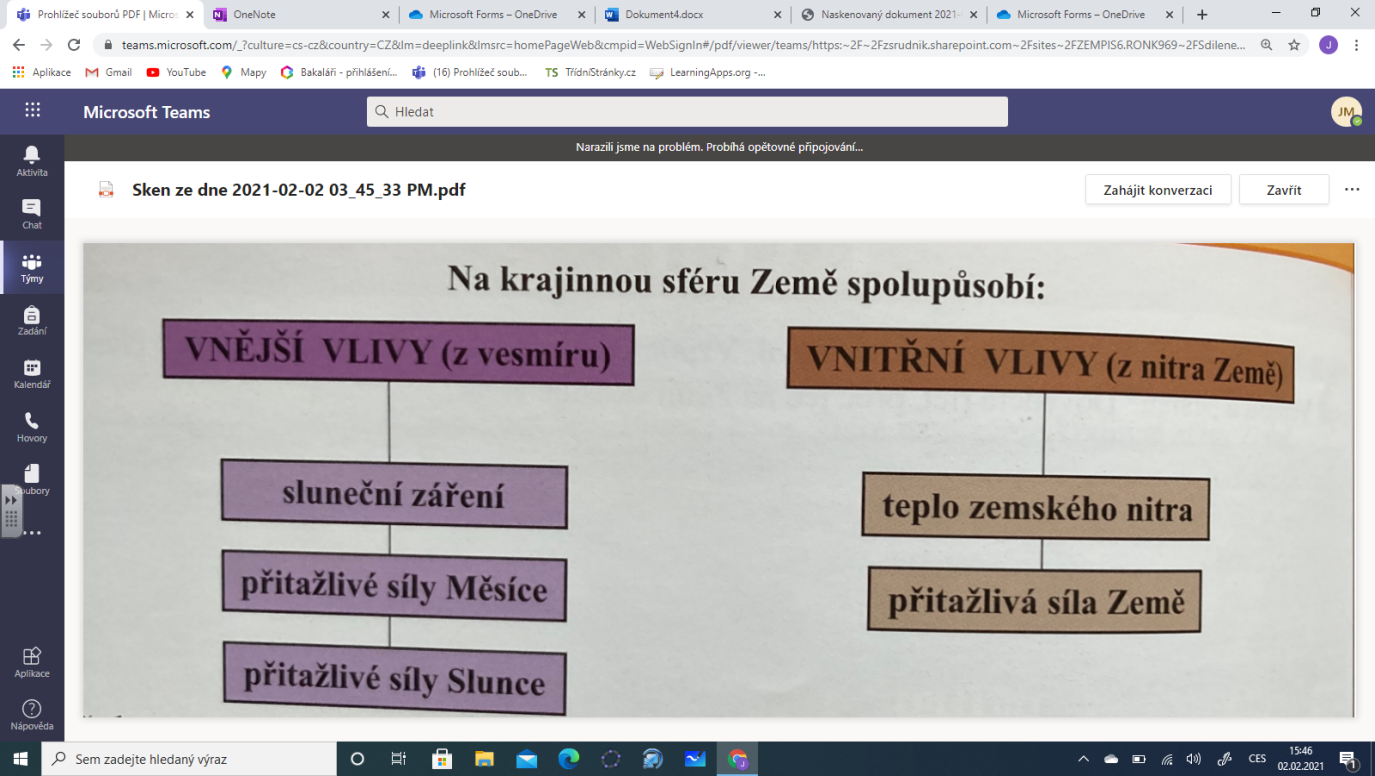 Prohlížeč souborů PDF | Micros
OneNote
Microsoft Forms – OneDrive
Dokument4.docx
Naskenovaný dokument 2021-
Microsoft Forms – OneDrive
teams.microsoft.com/_?culture=cs-cz&country=CZ&lm=deeplink&lmsrc=homePageWeb&cmpid=WebSignIn#/pdf/viewer/teams/https:~2F~2Fzsrudnik.sharepoint.com~2Fsites~2FZEMPIS6.RONK969~2FSdilene...
J
Aplikace
Gmail
YouTube
Mapy
Bakaláři - přihlášení...
(16) Prohlížeč soub...
TS TřídníStránky.cz
LearningApps.org -...
Microsoft Teams
Hledat
JM
Narazili jsme na problém. Probíhá opětovné připojování...
Aktivita
Chat
Týmy
Zadání
Kalendář
Hovory
Soubory
Aplikace
Nápověda
Sken ze dne 2021-02-02 03_45_33 PM.pdf
Zahájit konverzaci
Zavřít
Na krajinnou sféru Země spolupůsobí:
VNĚJŠÍ VLIVY (z vesmíru)
sluneční záření
přitažlivé síly Měsíce
přitažlivé síly Slunce
VNITŘNÍ VLIVY (z nitra Země)
teplo zemského nitra
přitažlivá síla Země
Sem zadejte hledaný výraz
CES
15:46
02.02.2021
1